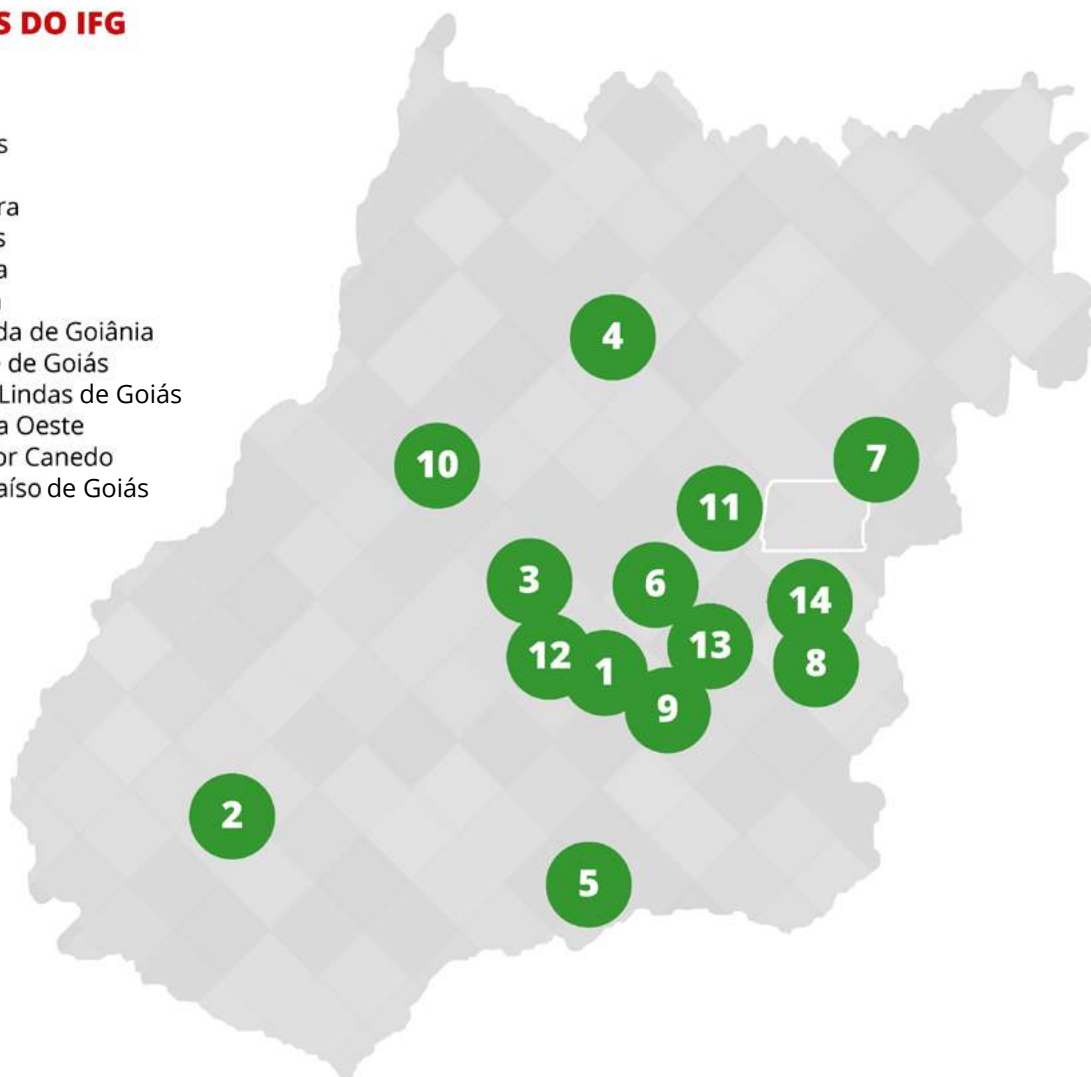 S DO IFG
s
ra
s
a
da de Goiânia
de Goiás
Lindas de Goiás
a Oeste
or Canedo
aíso de Goiás
4
10
7
11
3
6
14
12
1
13
8
9
2
5